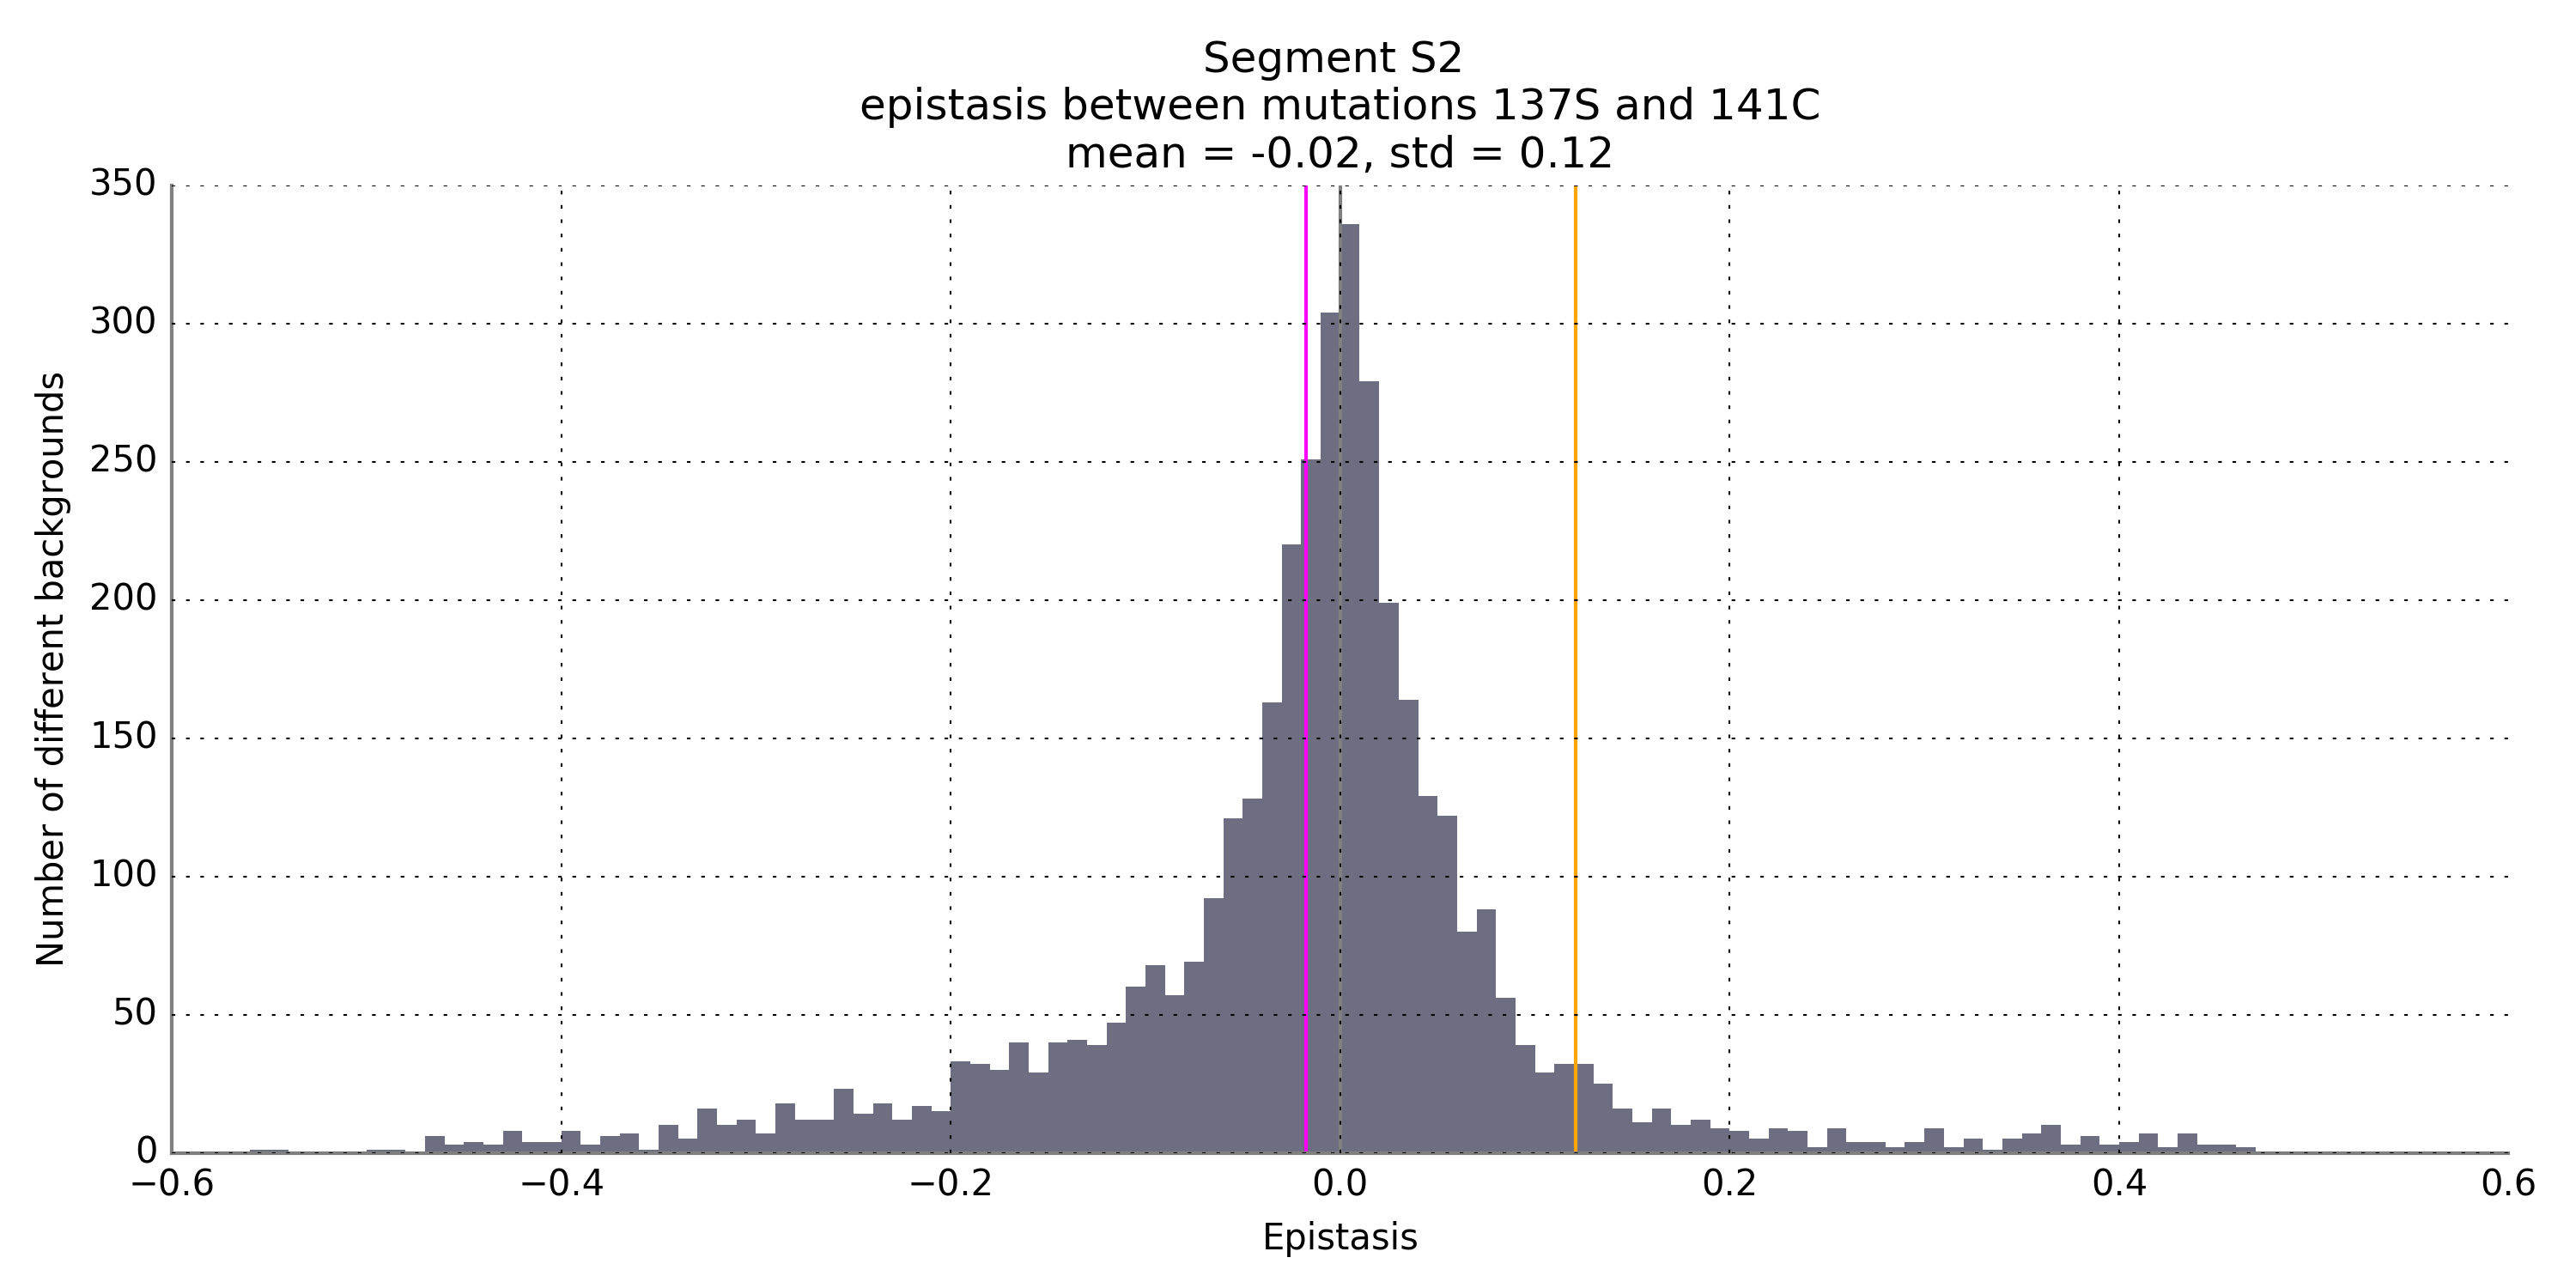 Segment S2
epistasis between mutations 137S and 141C
mean = -0.02, std = 0.12
Number of different backgrounds
350
300
250
200
150
100
50
0
−0.6 −0.4 −0.2 0.0 0.2 0.4 0.6
Epistasis